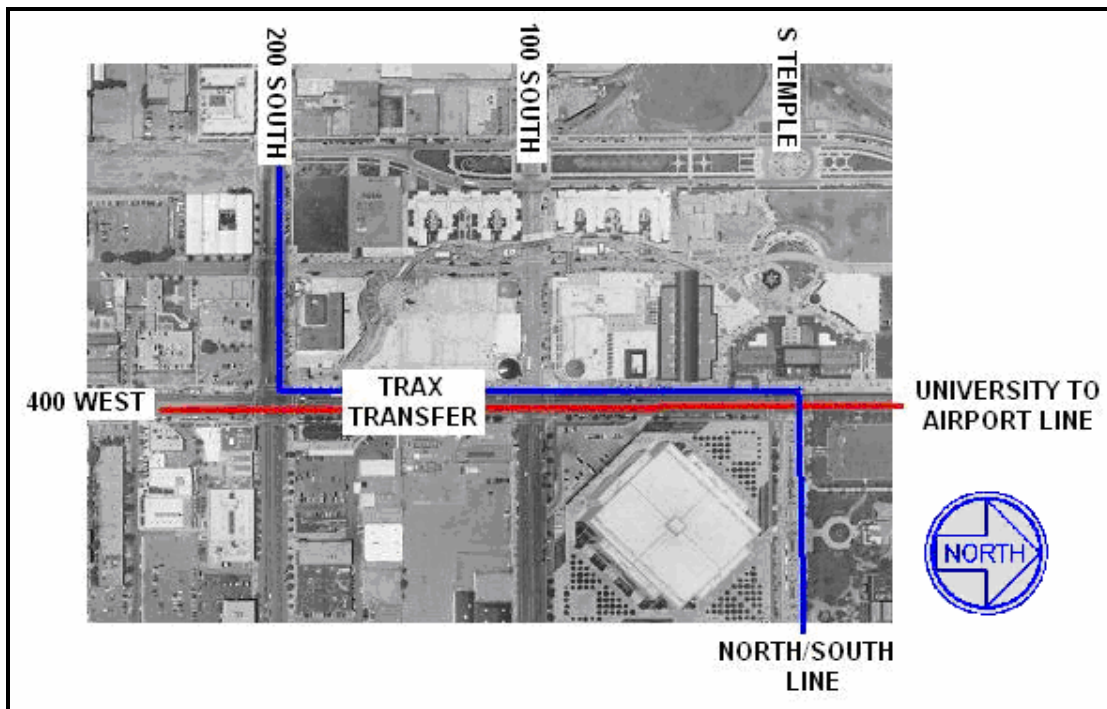 200 SOUTH
100 SOUTH
S TEMPLE
400 WEST
TRAX
TRANSFER
UNIVERSITY TO
AIRPORT LINE
NORTH
NORTH/SOUTH
LINE